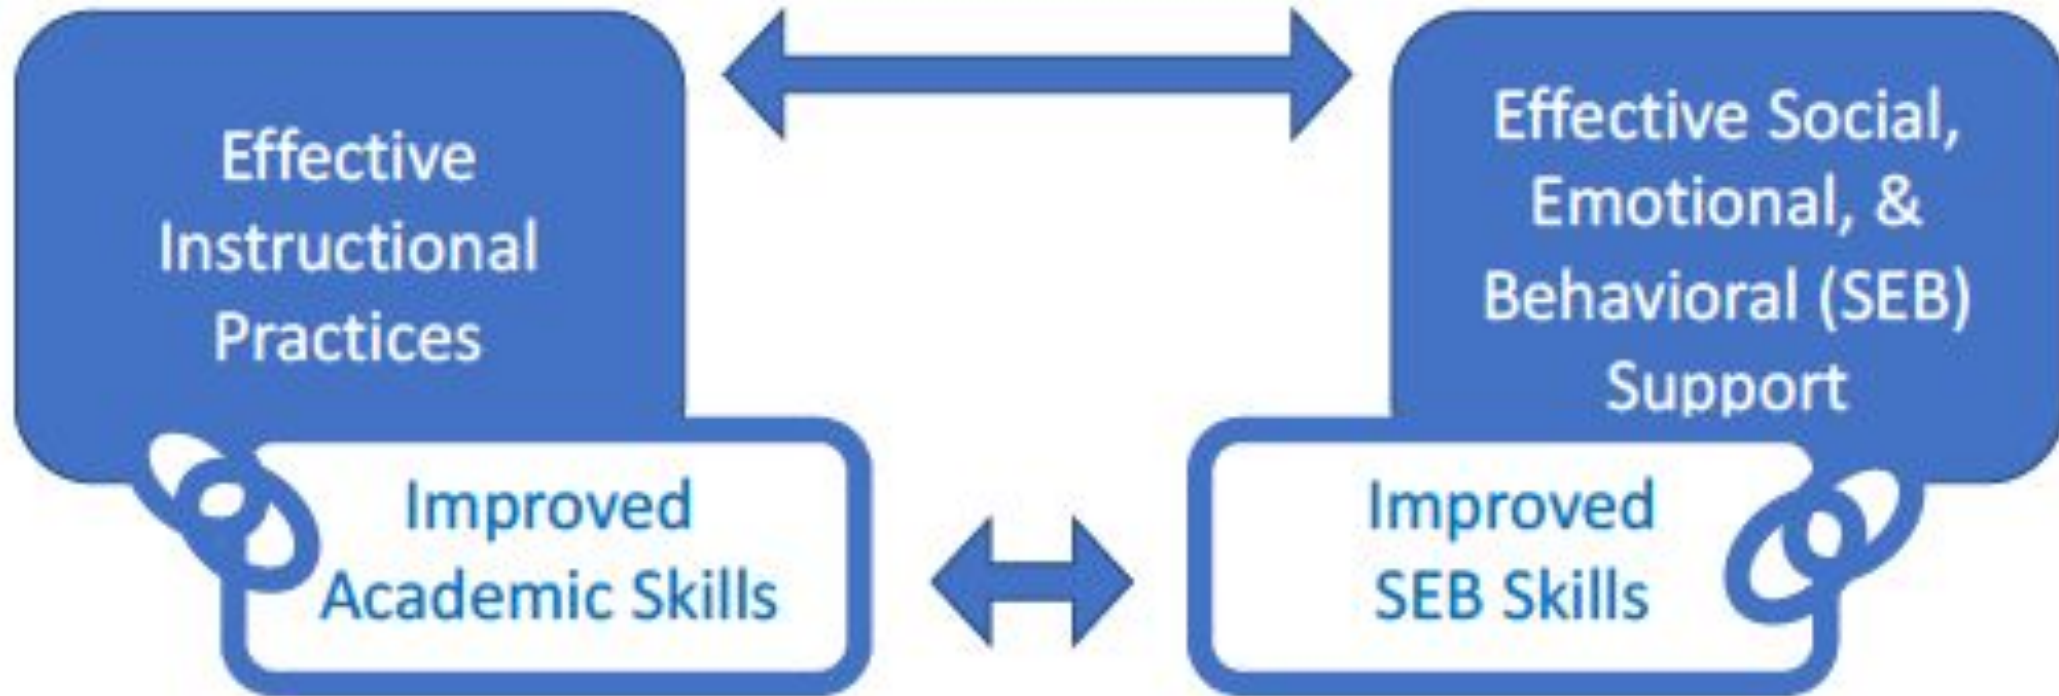 Effective
Instructional
Practices
Effective Social,
Emotional, &
Behavioral (SEB)
Support
Improved
Academic Skills
Improved
SEB Skills